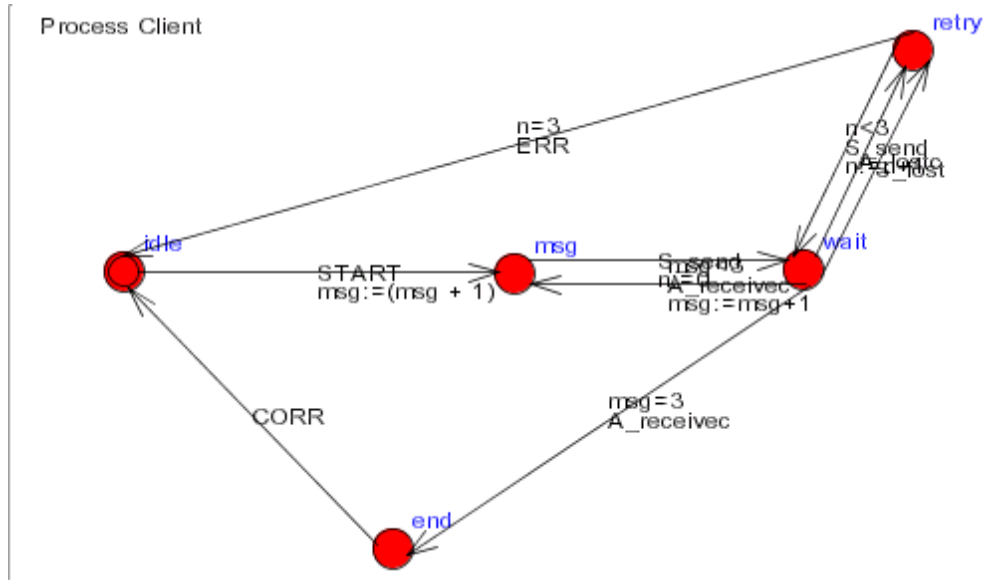 Process Client
retry
n=3
ERR
n<3
S_send
idle
msg
wait
START
msg:=(msg + 1)
S_send
A_receivec
msg:=msg+1
msg=3
A_receivec
CORR
end